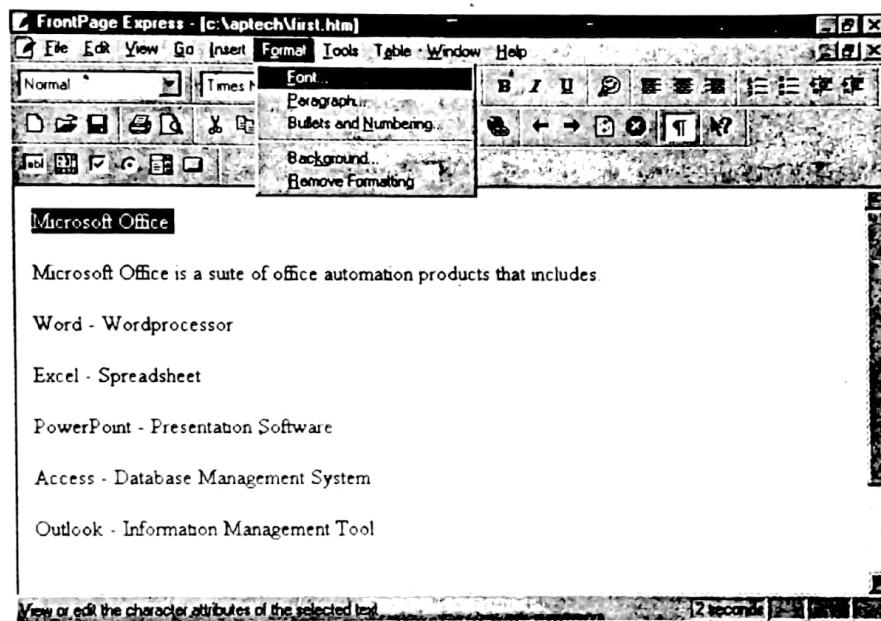 FrontPage Express - [c:\aptech\first.htm]
File Edit View Go Insert Format Tools Table Window Help
Normal Times N B I U
Font...
Paragraph...
Bullets and Numbering...
Background...
Remove Formatting
abl
Microsoft Office
Microsoft Office is a suite of office automation products that includes
Word - Wordprocessor
Excel - Spreadsheet
PowerPoint - Presentation Software
Access - Database Management System
Outlook - Information Management Tool
View or edit the character attributes of the selected text 2 seconds